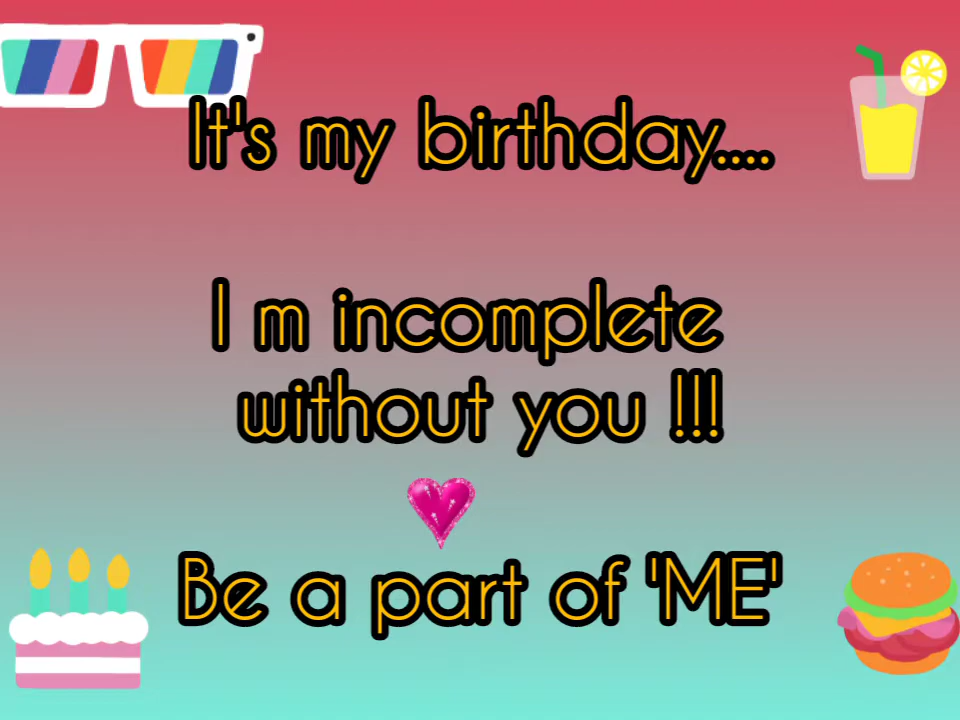 It's my birthday....
I m incomplete
without you !!!
Be a part of 'ME'